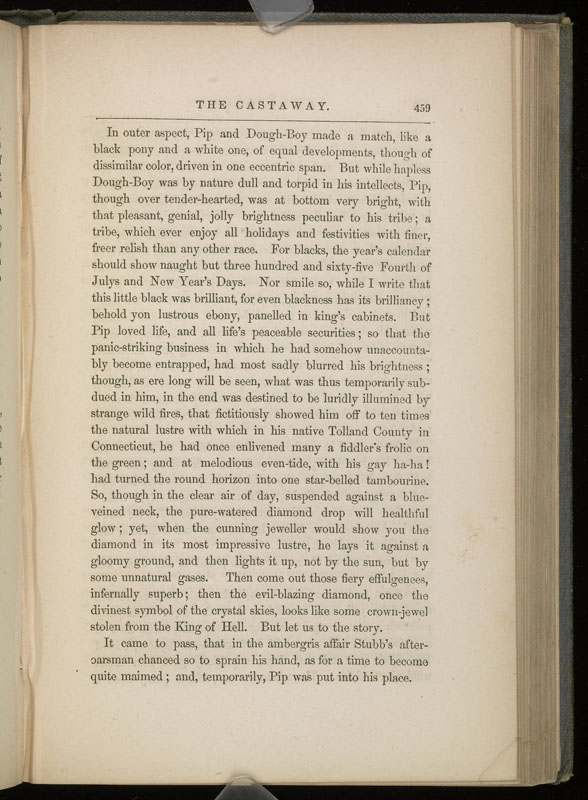 THE CASTAWAY. 459
In outer aspect, Pip and Dough-Boy made a match, like a
black pony and a white one, of equal developments, though of
dissimilar color, driven in one eccentric span. But while hapless
Dough-Boy was by nature dull and torpid in his intellects, Pip,
though over tender-hearted, was at bottom very bright, with
that pleasant, genial, jolly brightness peculiar to his tribe; a
tribe, which ever enjoy all holidays and festivities with finer,
freer relish than any other race. For blacks, the year's calendar
should show naught but three hundred and sixty-five Fourth of
Julys and New Year's Days. Nor smile so, while I write that
this little black was brilliant, for even blackness has its brilliancy;
behold yon lustrous ebony, panelled in king's cabinets. But
Pip loved life, and all life's peaceable securities; so that the
panic-striking business in which he had somehow unaccounta-
bly become entrapped, had most sadly blurred his brightness;
though, as ere long will be seen, what was thus temporarily sub-
dued in him, in the end was destined to be luridly illumined by
strange wild fires, that fictitiously showed him off to ten times
the natural lustre with which in his native Tolland County in
Connecticut, he had once enlivened many a fiddler's frolic on
the green; and at melodious even-tide, with his gay ha-ha!
had turned the round horizon into one star-belled tambourine.
So, though in the clear air of day, suspended against a blue-
veined neck, the pure-watered diamond drop will healthful
glow; yet, when the cunning jeweller would show you the
diamond in its most impressive lustre, he lays it against a
gloomy ground, and then lights it up, not by the sun, but by
some unnatural gases. Then come out those fiery effulgences,
infernally superb; then the evil-blazing diamond, once the
divinest symbol of the crystal skies, looks like some crown-jewel
stolen from the King of Hell. But let us to the story.
It came to pass, that in the ambergris affair Stubb's after-
oarsman chanced so to sprain his hand, as for a time to become
quite maimed; and, temporarily, Pip was put into his place.